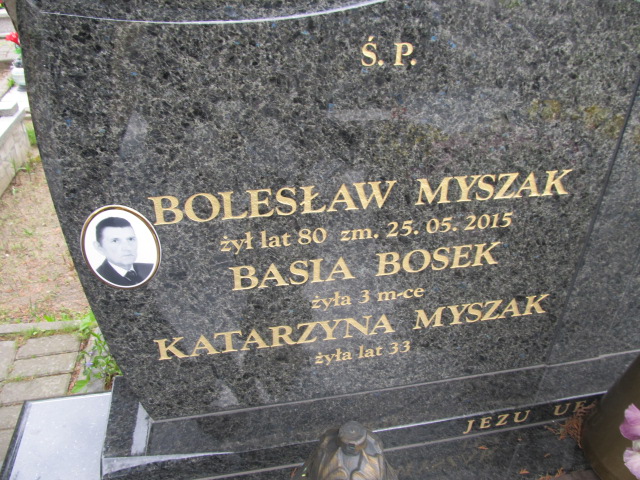 Ś. P.
BOLESŁAW MYSZAK
żył lat 80 zm. 25. 05. 2015
BASIA BOSEK
żyła 3 m-ce
KATARZYNA MYSZAK
żyła lat 33
JEZU